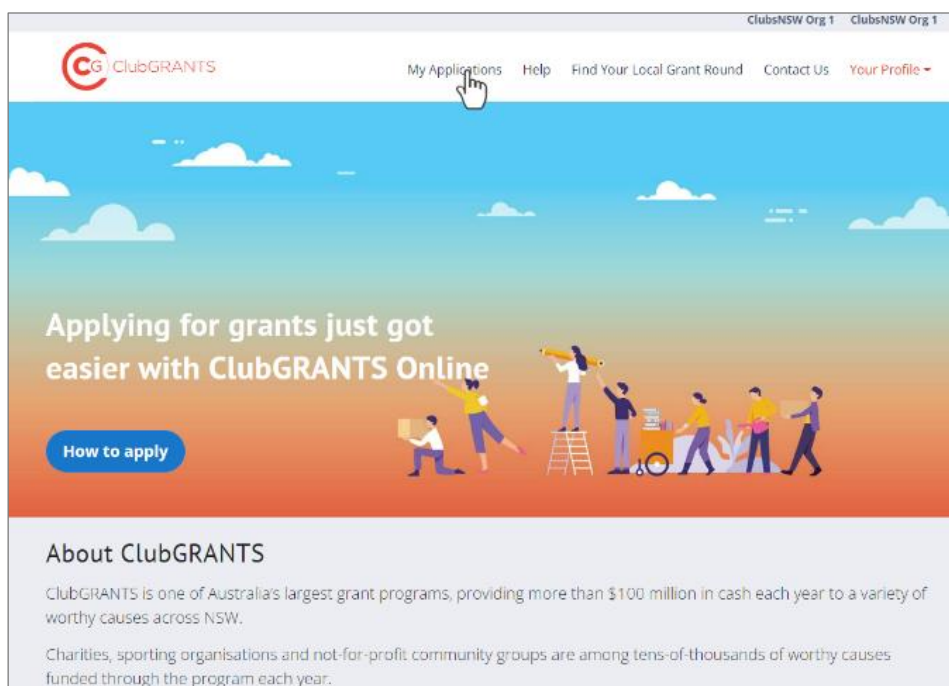 ClubsNSW Org 1 ClubsNSW Org 1
CG ClubGRANTS
My Applications Help Find Your Local Grant Round Contact Us Your Profile
Applying for grants just got
easier with ClubGRANTS Online
How to apply
About ClubGRANTS
ClubGRANTS is one of Australia's largest grant programs, providing more than $100 million in cash each year to a variety of
worthy causes across NSW.
Charities, sporting organisations and not-for-profit community groups are among tens-of-thousands of worthy causes
funded through the program each year.